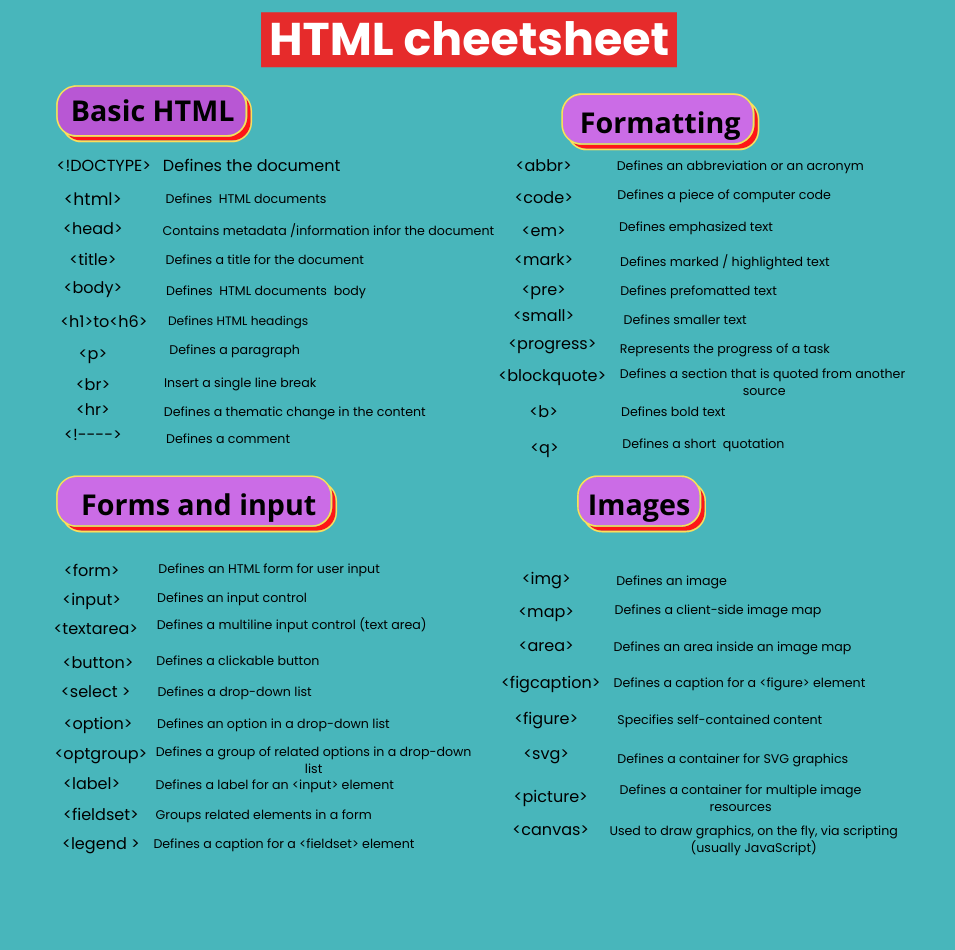 HTML cheetsheet
Basic HTML
<!DOCTYPE> Defines the document
<html> Defines HTML documents
<head> Contains metadata /information infor the document
<title> Defines a title for the document
<body> Defines HTML documents body
<h1>to<h6> Defines HTML headings
<p> Defines a paragraph
<br> Insert a single line break
<hr> Defines a thematic change in the content
<!----> Defines a comment
Formatting
<abbr> Defines an abbreviation or an acronym
<code> Defines a piece of computer code
<em> Defines emphasized text
<mark> Defines marked / highlighted text
<pre> Defines prefomatted text
<small> Defines smaller text
<progress> Represents the progress of a task
<blockquote> Defines a section that is quoted from another
source
<b> Defines bold text
<q> Defines a short quotation
Forms and input
<form> Defines an HTML form for user input
<input> Defines an input control
<textarea> Defines a multiline input control (text area)
<button> Defines a clickable button
<select > Defines a drop-down list
<option> Defines an option in a drop-down list
<optgroup> Defines a group of related options in a drop-down
list
<label> Defines a label for an <input> element
<fieldset> Groups related elements in a form
<legend > Defines a caption for a <fieldset> element
Images
<img> Defines an image
<map> Defines a client-side image map
<area> Defines an area inside an image map
<figcaption> Defines a caption for a <figure> element
<figure> Specifies self-contained content
<svg> Defines a container for SVG graphics
<picture> Defines a container for multiple image
resources
<canvas> Used to draw graphics, on the fly, via scripting
(usually JavaScript)